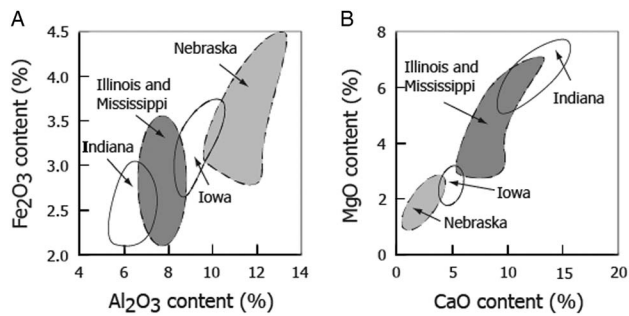 A
Fe2O3 content (%)
4.5
4.0
3.5
3.0
2.5
2.0
4
6
8
10
12
14
Al2O3 content (%)
Nebraska
Illinois and
Mississippi
Indiana
Iowa
B
MgO content (%)
8
6
4
2
0
0
5
10
15
20
CaO content (%)
Illinois and
Mississippi
Indiana
Iowa
Nebraska